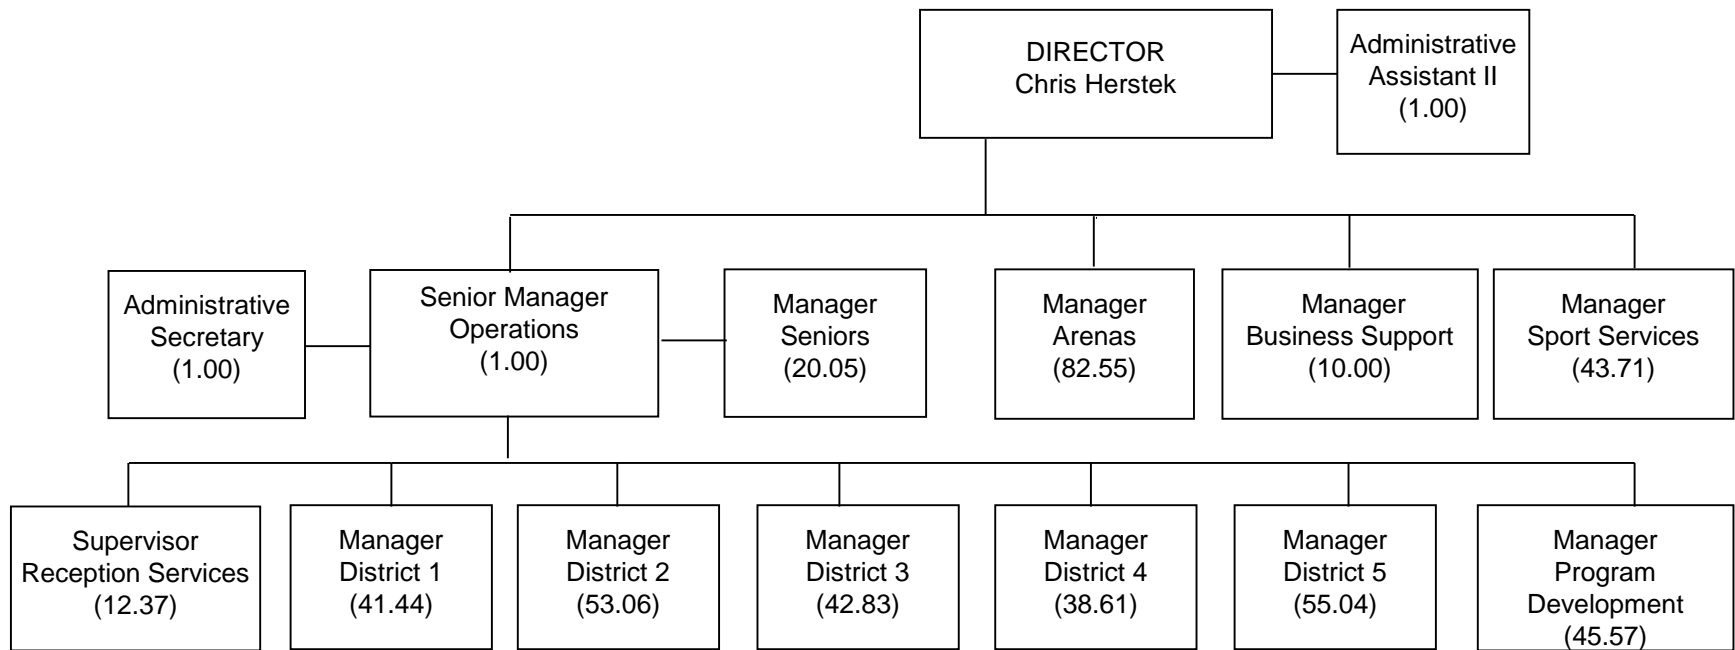 DIRECTOR
Chris Herstek
Administrative
Assistant II
(1.00)
Administrative
Secretary
(1.00)
Senior Manager
Operations
(1.00)
Manager
Seniors
(20.05)
Manager
Arenas
(82.55)
Manager
Business Support
(10.00)
Manager
Sport Services
(43.71)
Supervisor
Reception Services
(12.37)
Manager
District 1
(41.44)
Manager
District 2
(53.06)
Manager
District 3
(42.83)
Manager
District 4
(38.61)
Manager
District 5
(55.04)
Manager
Program
Development
(45.57)